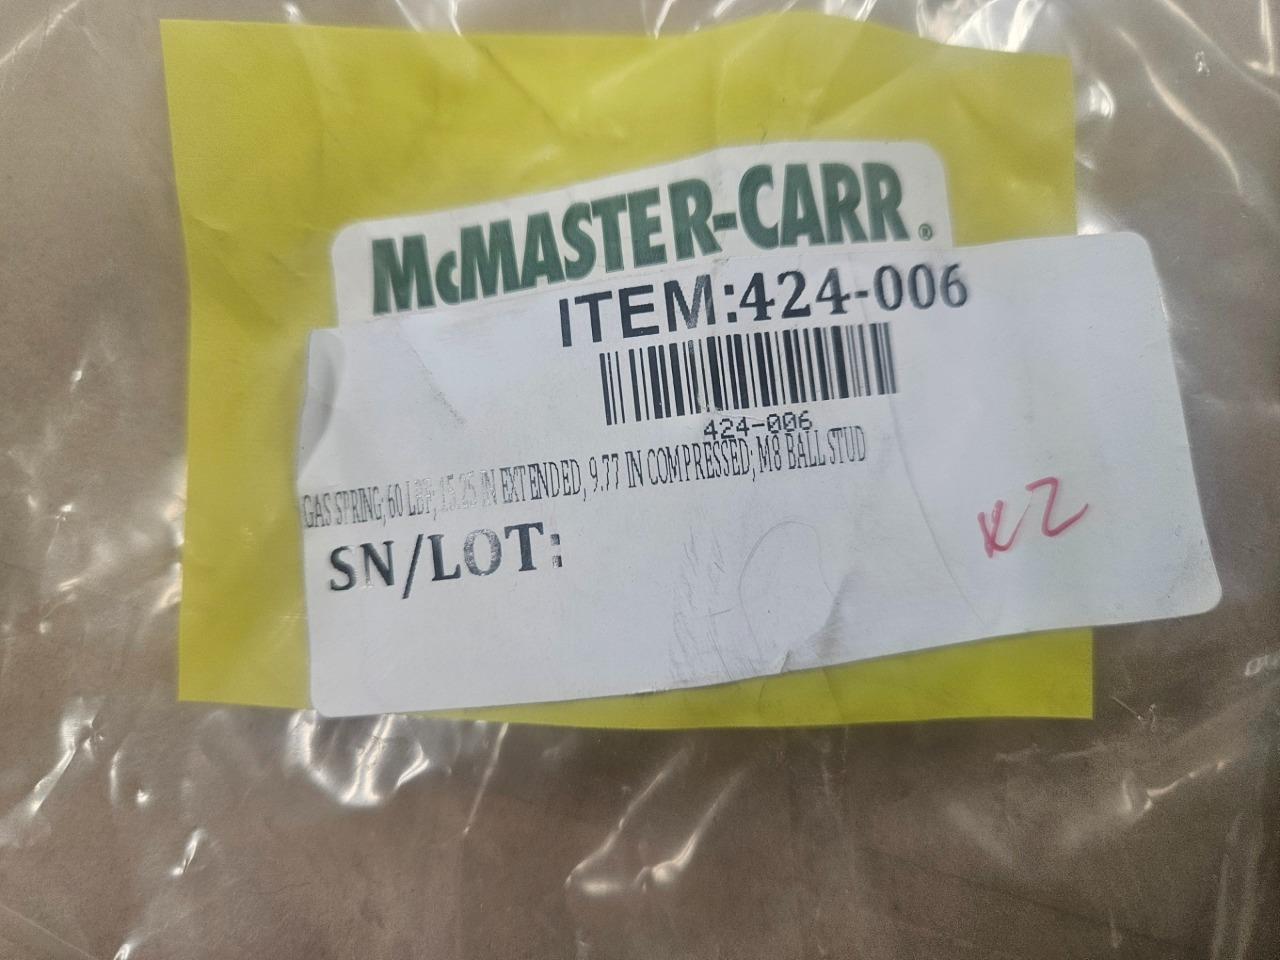 McMASTER-CARR®
ITEM:424-006
424-006
GAS SPRING; 60 LBF; 15.25 IN EXTENDED, 9.77 IN COMPRESSED; M8 BALL STUD
SN/LOT:
x2